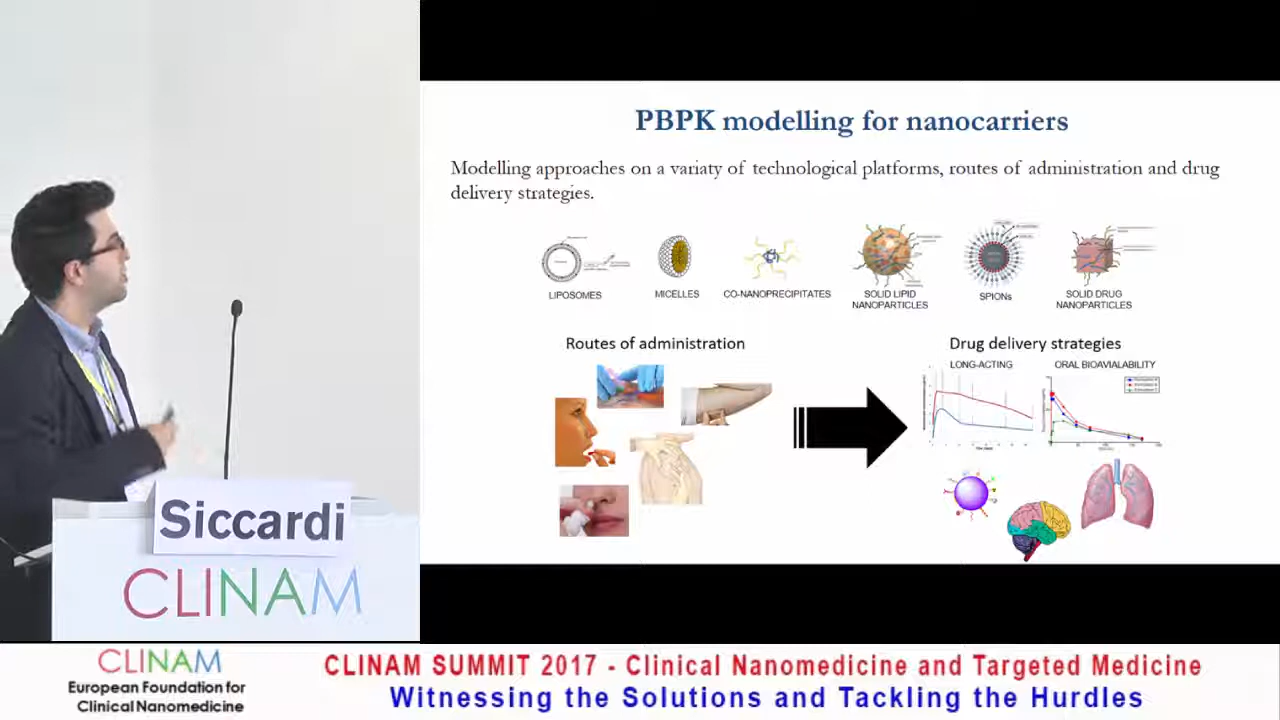 PBPK modelling for nanocarriers
Modelling approaches on a variaty of technological platforms, routes of administration and drug
delivery strategies.
LIPOSOMES
MICELLES
CO-NANOPRECIPITATES
SOLID LIPID
NANOPARTICLES
SPIONs
SOLID DRUG
NANOPARTICLES
Routes of administration
Drug delivery strategies
LONG-ACTING
ORAL BIOAVIALABILITY
Siccardi
CLINAM
CLINAM
European Foundation for
Clinical Nanomedicine
CLINAM SUMMIT 2017 - Clinical Nanomedicine and Targeted Medicine
Witnessing the Solutions and Tackling the Hurdles